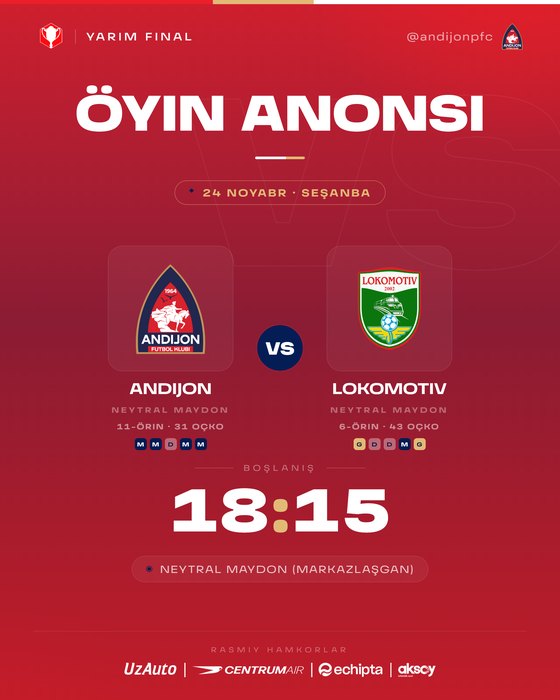 YARIM FINAL
@andijonpfc
ÖYIN ANONSI
24 NOYABR · SEŞANBA
1964
ANDIJON
FUTBOL KLUBI
LOKOMOTIV
2002
VS
ANDIJON
LOKOMOTIV
NEYTRAL MAYDON
NEYTRAL MAYDON
11-ÖRIN · 31 OÇKO
6-ÖRIN · 43 OÇKO
M M D M M
G D D M G
BOŞLANIŞ
18:15
NEYTRAL MAYDON (MARKAZLAŞGAN)
RASMIY HAMKORLAR
UzAuto | CENTRUMAIR | echipta | aksoy